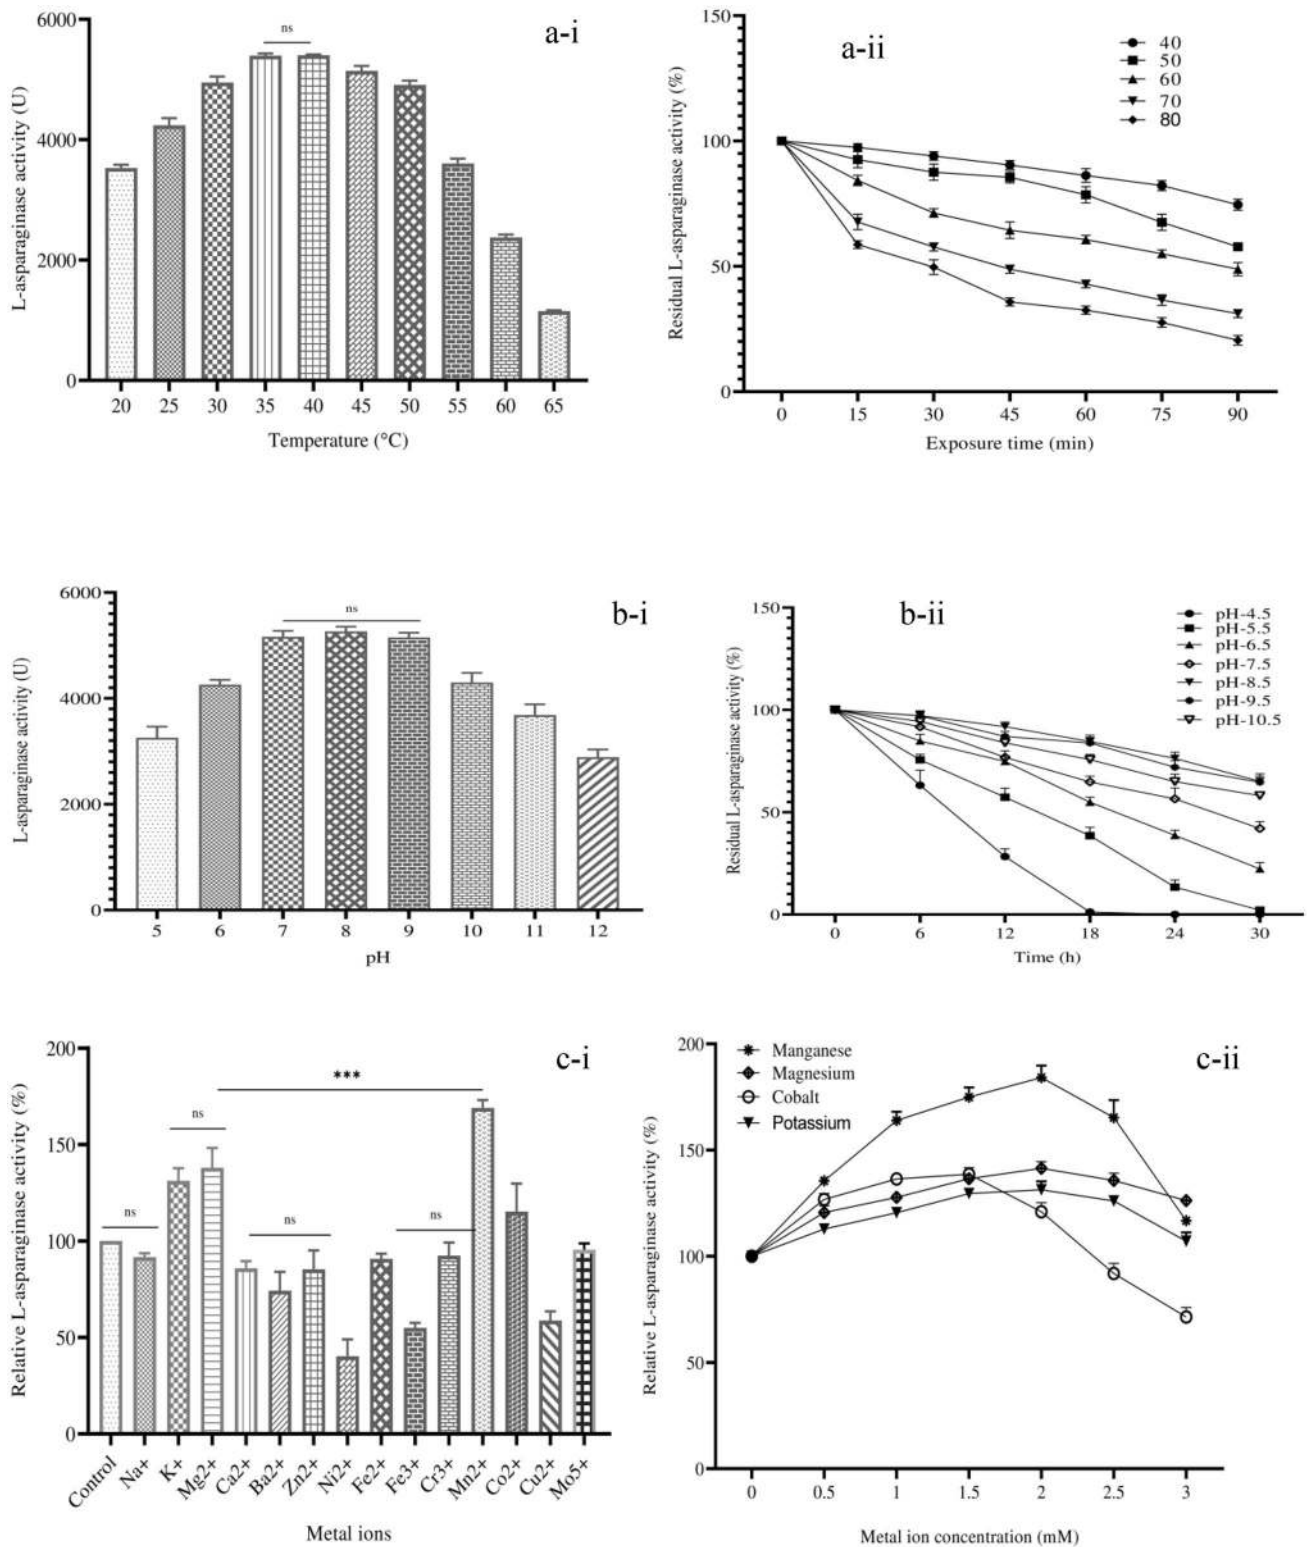 a-i
ns
L-asparaginase activity (U)
6000
4000
2000
0
20 25 30 35 40 45 50 55 60 65
Temperature (°C)
a-ii
40
50
60
70
80
Residual L-asparaginase activity (%)
150
100
50
0
0 15 30 45 60 75 90
Exposure time (min)
b-i
ns
L-asparaginase activity (U)
6000
4000
2000
0
5 6 7 8 9 10 11 12
pH
b-ii
pH-4.5
pH-5.5
pH-6.5
pH-7.5
pH-8.5
pH-9.5
pH-10.5
Residual L-asparaginase activity (%)
150
100
50
0
0 6 12 18 24 30
Time (h)
c-i
***
ns
ns
ns
ns
Relative L-asparaginase activity (%)
200
150
100
50
0
Control Na+ K+ Mg2+ Ca2+ Ba2+ Zn2+ Ni2+ Fe2+ Fe3+ Cr3+ Mn2+ Co2+ Cu2+ Mo5+
Metal ions
c-ii
Manganese
Magnesium
Cobalt
Potassium
Relative L-asparaginase activity (%)
200
150
100
50
0
0 0.5 1 1.5 2 2.5 3
Metal ion concentration (mM)